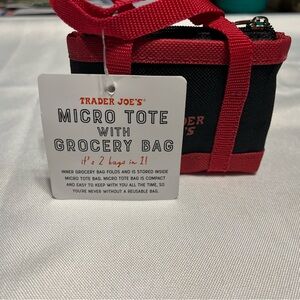 TRADER JOE'S®
MICRO TOTE
WITH
GROCERY BAG
it's 2 bags in 1!
INNER GROCERY BAG FOLDS AND IS STORED INSIDE
MICRO TOTE BAG. MICRO TOTE BAG IS COMPACT
AND EASY TO KEEP WITH YOU ALL THE TIME, SO
YOU'RE NEVER WITHOUT A REUSABLE BAG.
DER
'S